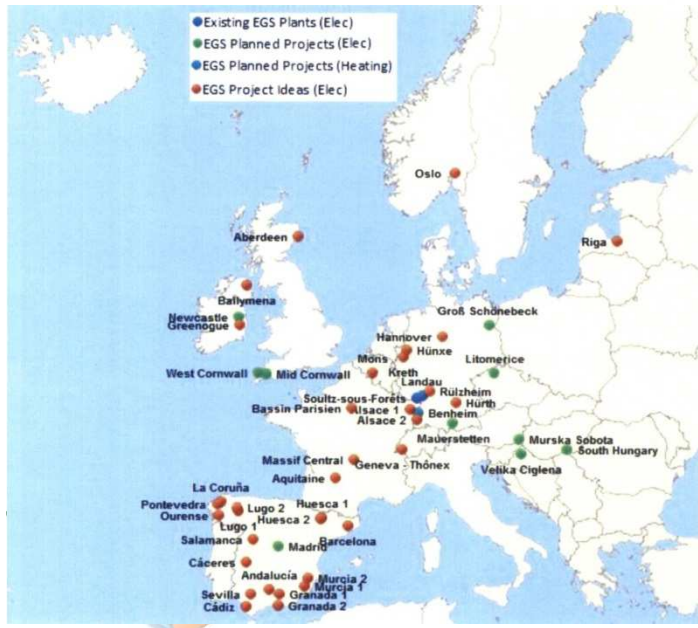 Existing EGS Plants (Elec)
EGS Planned Projects (Elec)
EGS Planned Projects (Heating)
EGS Project Ideas (Elec)
Oslo
Aberdeen
Riga
Ballymena
Newcastle
Greenogue
Groß Schönebeck
Hannover
Hünxe
Mons
Kreth
Litomerice
West Cornwall
Mid Cornwall
Landau
Soultz-sous-Forêts
Rülzheim
Bassin Parisien
Alsace 1
Hürth
Benheim
Alsace 2
Mauerstetten
Murska Sobota
South Hungary
Massif Central
Geneva - Thônex
Velika Ciglena
Aquitaine
La Coruña
Pontevedra
Lugo 2
Huesca 1
Ourense
Huesca 2
Lugo 1
Salamanca
Barcelona
Madrid
Cáceres
Andalucía
Murcia 2
Murcia 1
Sevilla
Granada 1
Cádiz
Granada 2